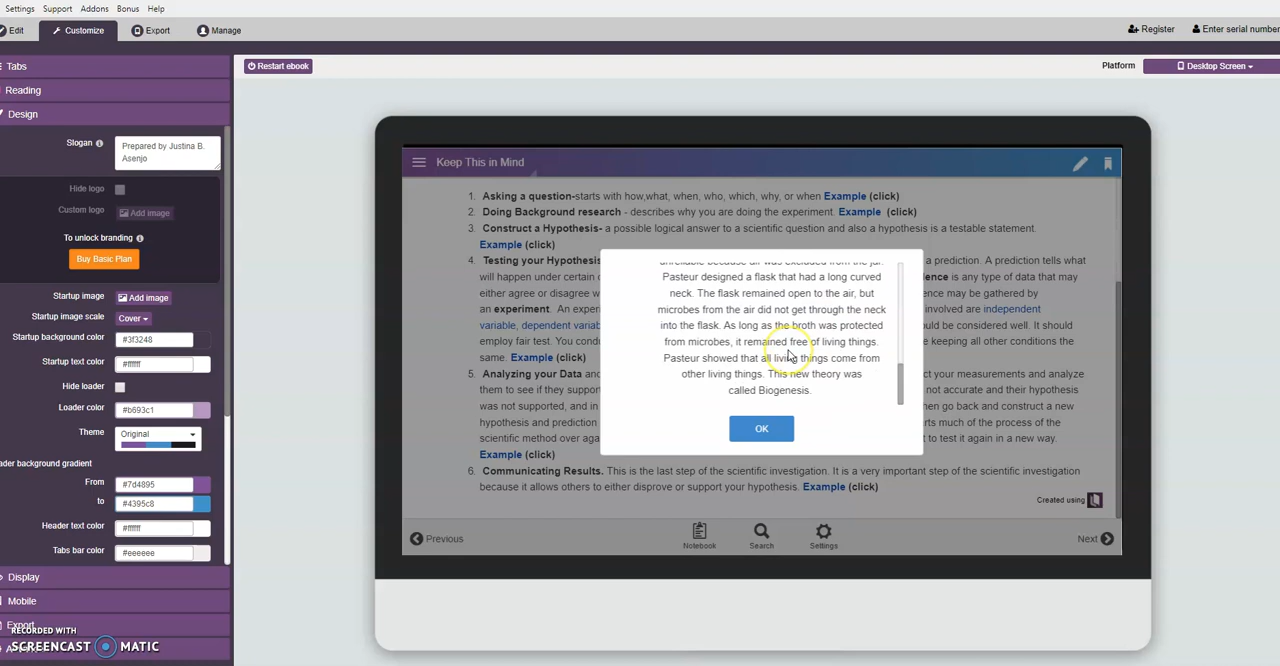 Settings Support Addons Bonus Help
Edit Customize Export Manage Register Enter serial number
Tabs
Restart ebook Platform Desktop Screen
Reading
Design
Slogan Prepared by Justina B.
Asenjo
Hide logo
Custom logo Add image
To unlock branding
Buy Basic Plan
Startup image Add image
Startup image scale Cover
Startup background color #3f3248
Startup text color #ffffff
Hide loader
Loader color #b693c1
Theme Original
ader background gradient
From #7d4895
to #4395c8
Header text color #ffffff
Tabs bar color #eeeeee
Display
Mobile
Export
RECORDED WITH
SCREENCAST MATIC
Keep This in Mind
1. Asking a question-starts with how,what, when, who, which, why, or when Example (click)
2. Doing Background research - describes why you are doing the experiment. Example (click)
3. Construct a Hypothesis- a possible logical answer to a scientific question and also a hypothesis is a testable statement.
Example (click)
4. Testing your Hypothesis a prediction. A prediction tells
what will happen under certain dence is any type of data that may
either agree or disagree ence may be gathered by
an experiment. An exper involved are independent
variable, dependent variab ould be considered well. It should
employ fair test. You cond e keeping all other conditions the
same. Example (click)
5. Analyzing your Data and ct your measurements and analyze
them to see if they support not accurate and their hypothesis
was not supported, and in hen go back and construct a new
hypothesis and prediction erts much of the process of the
scientific method over aga t to test it again in a new way.
Example (click)
6. Communicating Results. This is the last step of the scientific investigation. It is a very important step of the scientific investigation
because it allows others to either disprove or support your hypothesis. Example (click)
Created using
unreliable because air was excluded from the jar.
Pasteur designed a flask that had a long curved
neck. The flask remained open to the air, but
microbes from the air did not get through the neck
into the flask. As long as the broth was protected
from microbes, it remained free of living things.
Pasteur showed that all living things come from
other living things. This new theory was
called Biogenesis.
OK
Previous Notebook Search Settings Next